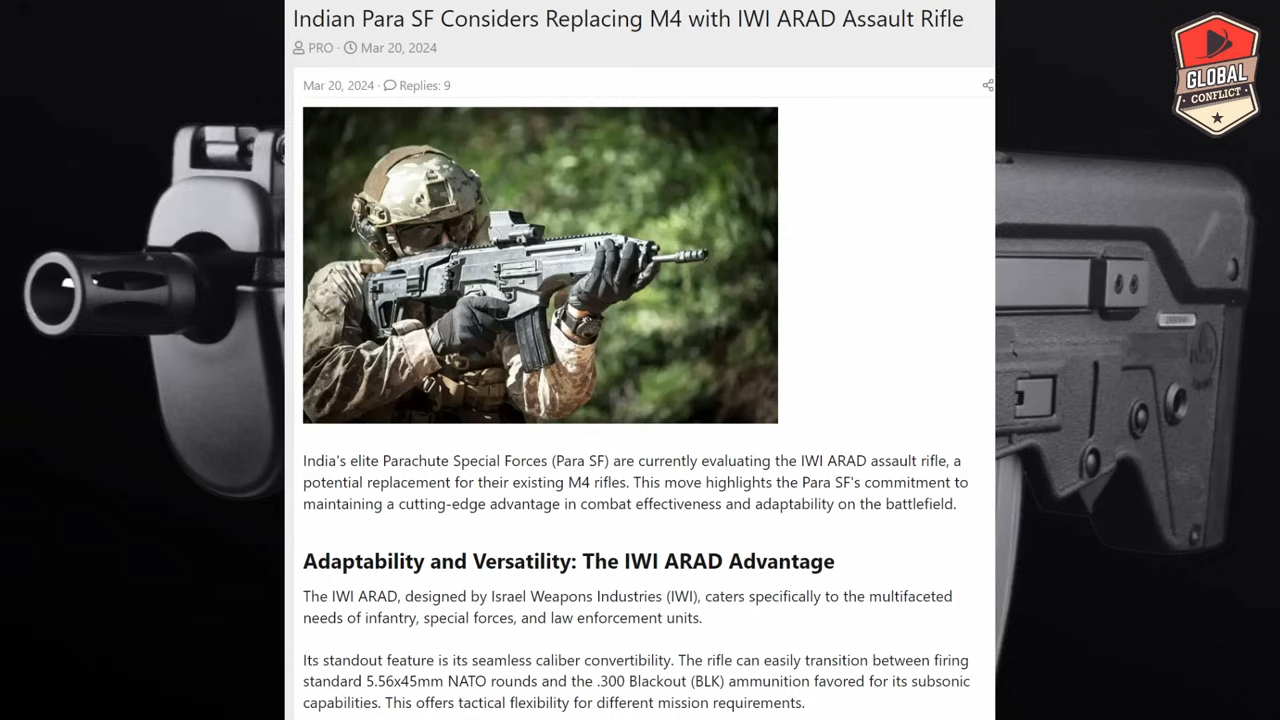 Indian Para SF Considers Replacing M4 with IWI ARAD Assault Rifle
PRO · Mar 20, 2024
Mar 20, 2024 · Replies: 9
GLOBAL
CONFLICT
India's elite Parachute Special Forces (Para SF) are currently evaluating the IWI ARAD assault rifle, a
potential replacement for their existing M4 rifles. This move highlights the Para SF's commitment to
maintaining a cutting-edge advantage in combat effectiveness and adaptability on the battlefield.
Adaptability and Versatility: The IWI ARAD Advantage
The IWI ARAD, designed by Israel Weapons Industries (IWI), caters specifically to the multifaceted
needs of infantry, special forces, and law enforcement units.
Its standout feature is its seamless caliber convertibility. The rifle can easily transition between firing
standard 5.56x45mm NATO rounds and the .300 Blackout (BLK) ammunition favored for its subsonic
capabilities. This offers tactical flexibility for different mission requirements.